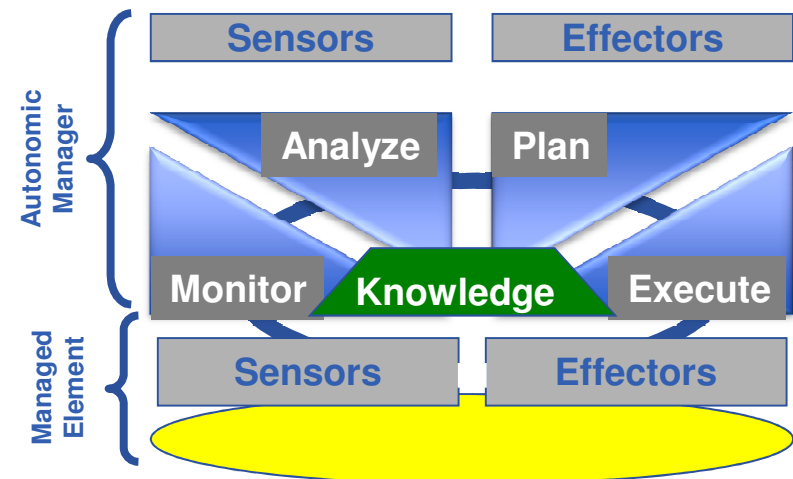 Sensors
Effectors
Autonomic
Manager
Analyze
Plan
Monitor
Knowledge
Execute
Managed
Element
Sensors
Effectors